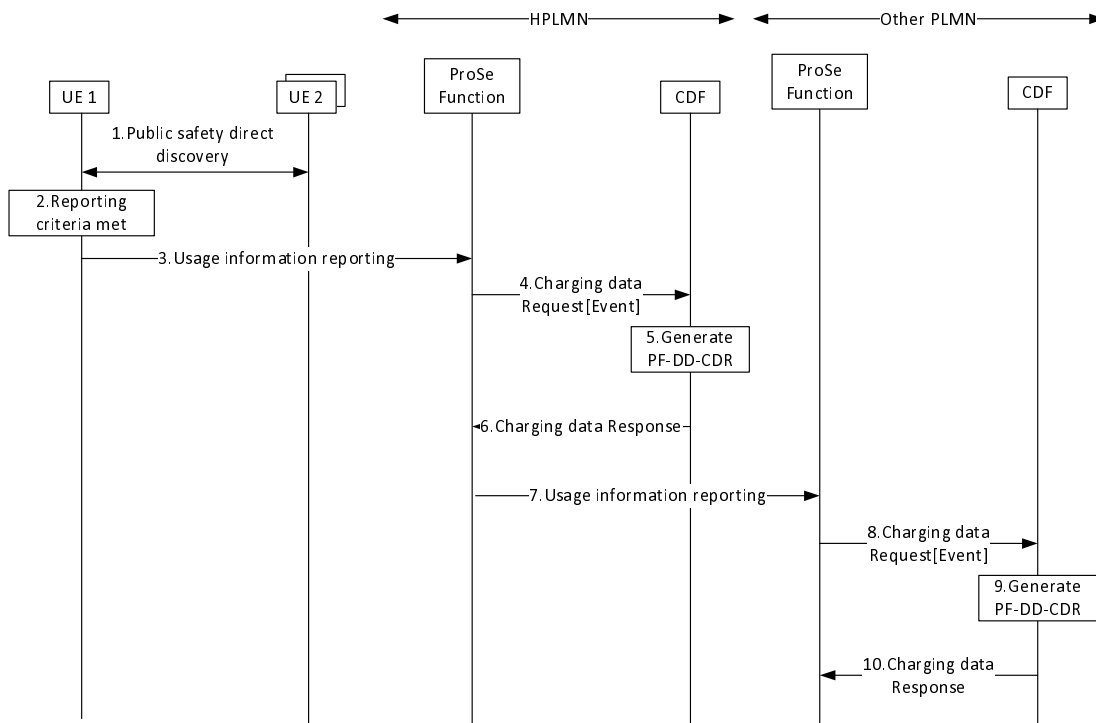 HPLMN
Other PLMN
UE 1
UE 2
ProSe
Function
CDF
ProSe
Function
CDF
1.Public safety direct
discovery
2.Reporting
criteria met
3.Usage information reporting
4.Charging data
Request[Event]
5.Generate
PF-DD-CDR
6.Charging data Response
7.Usage information reporting
8.Charging data
Request[Event]
9.Generate
PF-DD-CDR
10.Charging data
Response